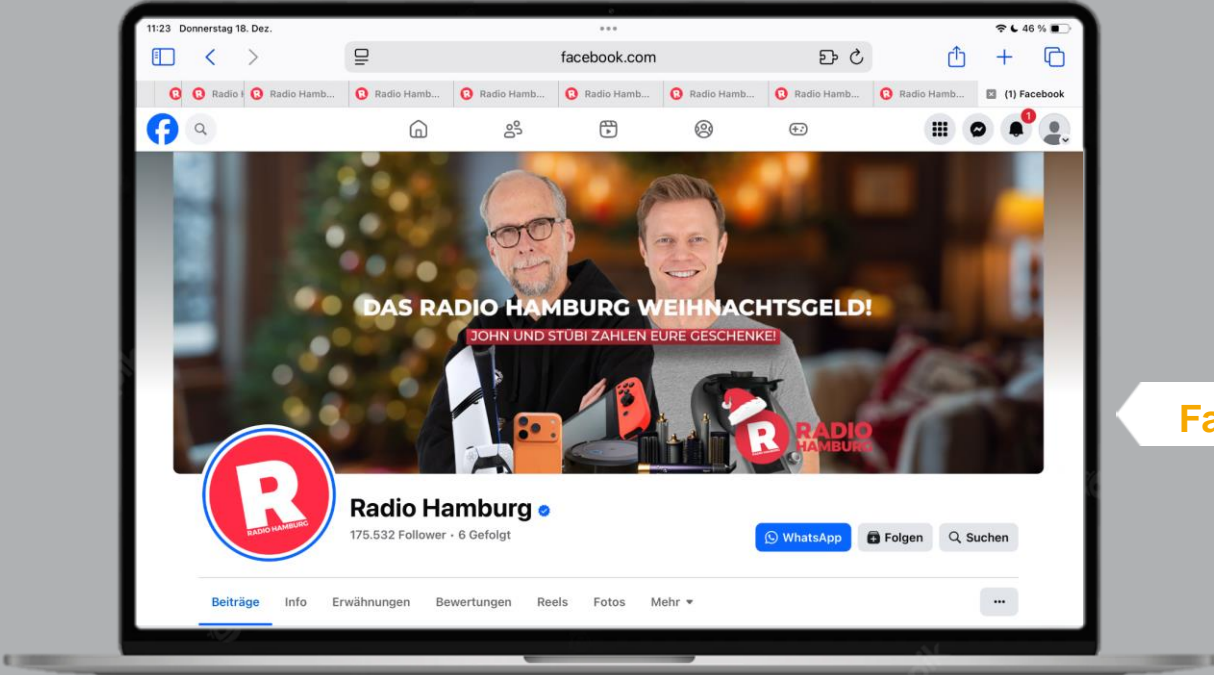 11:23 Donnerstag 18. Dez.
46 %
facebook.com
Radio Radio Hamb... Radio Hamb... Radio Hamb... Radio Hamb... Radio Hamb... Radio Hamb... Radio Hamb... (1) Facebook
1
DAS RADIO HAMBURG WEIHNACHTSGELD!
JOHN UND STÜBI ZAHLEN EURE GESCHENKE!
R RADIO
HAMBURG
Fa
R
RADIO HAMBURG
Radio Hamburg
175.532 Follower · 6 Gefolgt
WhatsApp Folgen Suchen
Beiträge Info Erwähnungen Bewertungen Reels Fotos Mehr